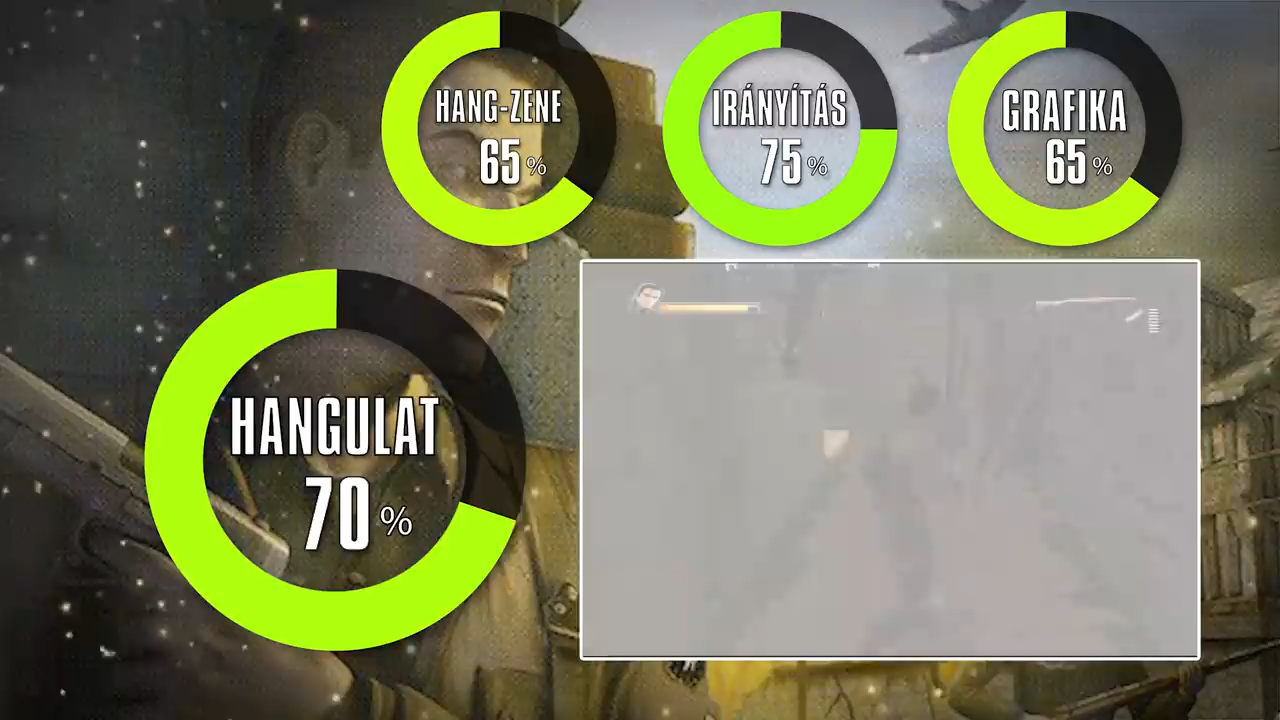 HANG-ZENE
65 %
IRÁNYÍTÁS
75 %
GRAFIKA
65 %
HANGULAT
70 %